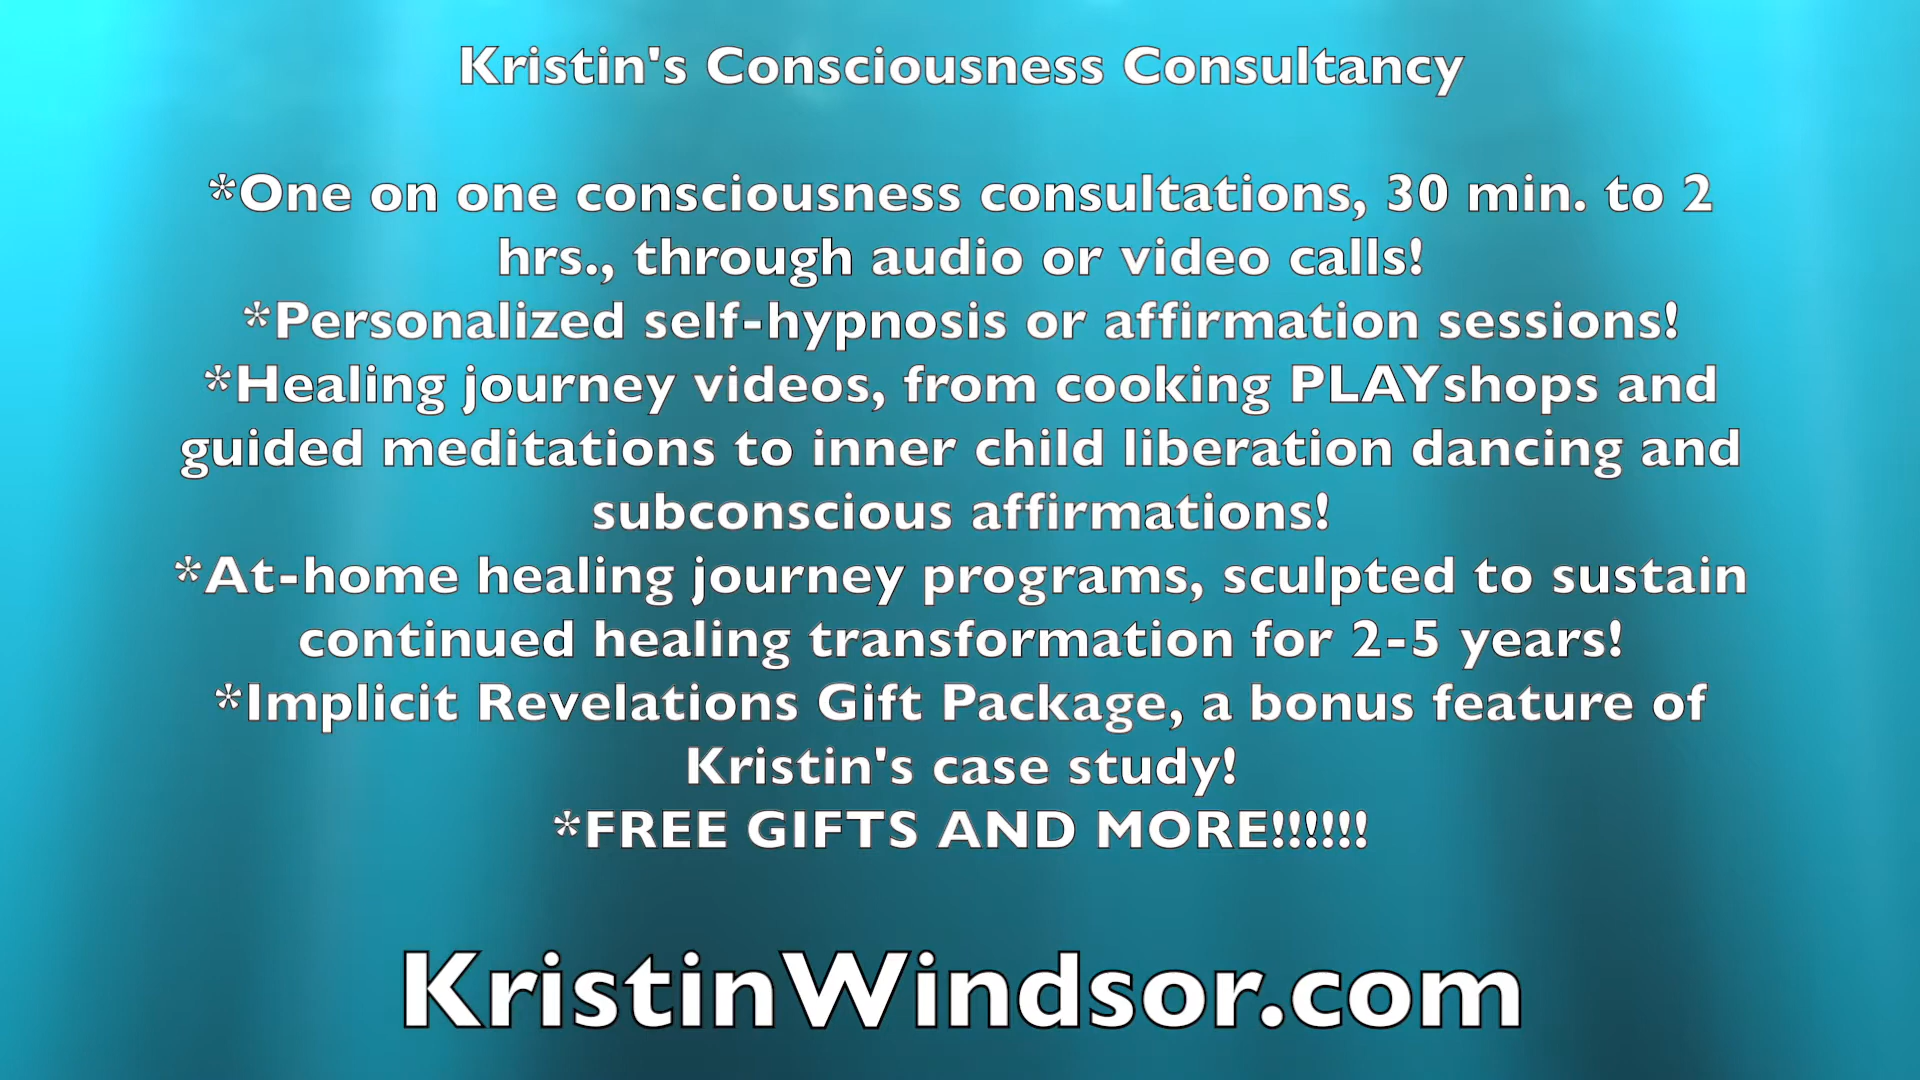 Kristin's Consciousness Consultancy
*One on one consciousness consultations, 30 min. to 2
hrs., through audio or video calls!
*Personalized self-hypnosis or affirmation sessions!
*Healing journey videos, from cooking PLAYshops and
guided meditations to inner child liberation dancing and
subconscious affirmations!
*At-home healing journey programs, sculpted to sustain
continued healing transformation for 2-5 years!
*Implicit Revelations Gift Package, a bonus feature of
Kristin's case study!
*FREE GIFTS AND MORE!!!!!!
KristinWindsor.com